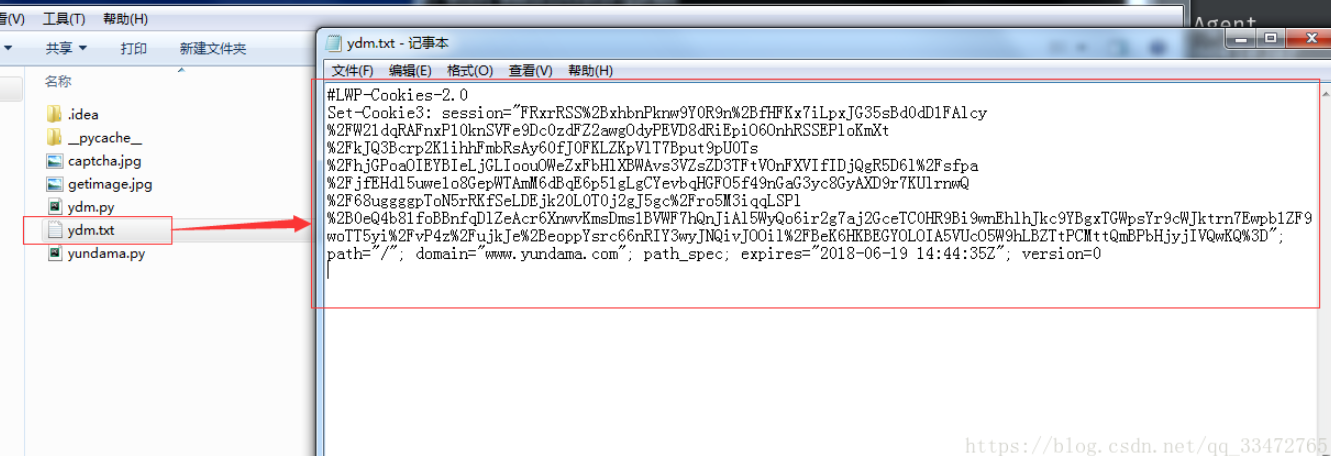 看(V) 工具(T) 帮助(H)
共享 打印 新建文件夹
名称
.idea
__pycache__
captcha.jpg
getimage.jpg
ydm.py
ydm.txt
yundama.py
Agent
ydm.txt - 记事本
文件(F) 编辑(E) 格式(O) 查看(V) 帮助(H)
#LWP-Cookies-2.0
Set-Cookie3: session="FRxrRSS%2BxhbnPknw9Y0R9n%2BfHFKx7iLpxJG35sBd0dD1FAlcy
%2FW21dqRAFnxP10knSVFe9Dc0zdFZ2awgOdyPEVD8dRiEpiO6OnhRSSEPloKmXt
%2FkJQ3Bcrp2K1ihhFmbRsAy60fJ0FKLZKpVlT7Bput9pU0Ts
%2FhjGPoaOIEYBIeLjGLIoouOWeZxFbHlXBWAvs3VZsZD3TFtVOnFXVIfIDjQgR5D6l%2Fsfpa
%2FjfEHdl5uwe1o8GepWTAmM6dBqE6p51gLgCYevbqHGFO5f49nGaG3yc8GyAXD9r7KUlrnwQ
%2F68uggggpToN5rRKfSeLDEjk20LOT0j2gJ5gc%2Fro5M3iqqLSPl
%2B0eQ4b81foBBnfqDlZeAcr6XnwvKmsDms1BVWF7hQnJiAl5WyQo6ir2g7aj2GceTCOHR9Bi9wnEhlhJkc9YBgxTGWpsYr9cWJktrn7Ewpb1ZF9
woTT5yi%2FvP4z%2FujkJe%2BeoppYsrc66nRIY3wyJNQivJOOil%2FBeK6HKBEGYOLOIA5VUcO5W9hLBZTtPCMttQmBPbHjyjIVQwKQ%3D";
path="/"; domain="www.yundama.com"; path_spec; expires="2018-06-19 14:44:35Z"; version=0
https://blog.csdn.net/qq_33472765